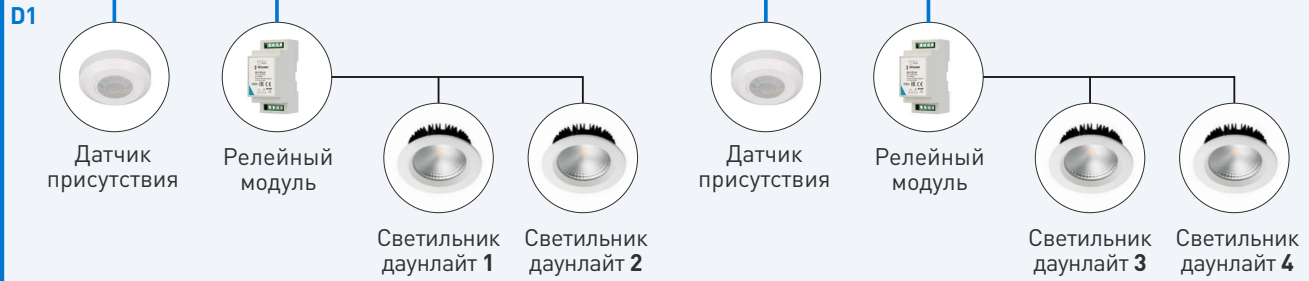 D1
Датчик
присутствия
Релейный
модуль
Светильник
даунлайт 1
Светильник
даунлайт 2
Датчик
присутствия
Релейный
модуль
Светильник
даунлайт 3
Светильник
даунлайт 4